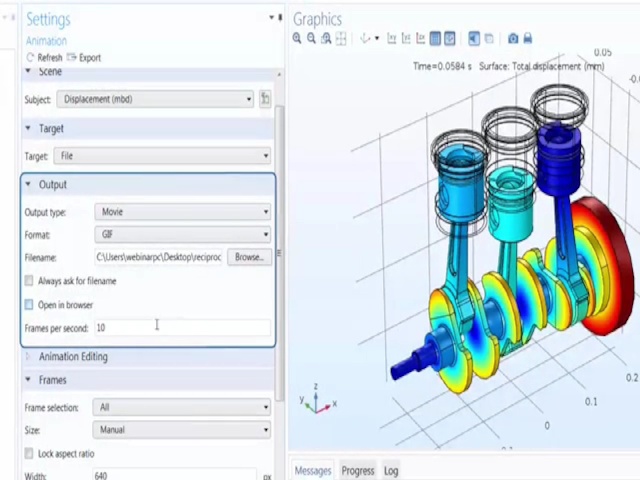 Settings
Animation
Refresh Export
Scene
Subject: Displacement (mbd)
Target
Target: File
Output
Output type: Movie
Format: GIF
Filename: C:\Users\webinarpc\Desktop\reciproc Browse...
Always ask for filename
Open in browser
Frames per second: 10
Animation Editing
Frames
Frame selection: All
Size: Manual
Lock aspect ratio
Width: 640 px
Graphics
Time=0.0584 s Surface: Total displacement (mm)
0.05
0.2
0.1
0
z
y
x
Messages Progress Log